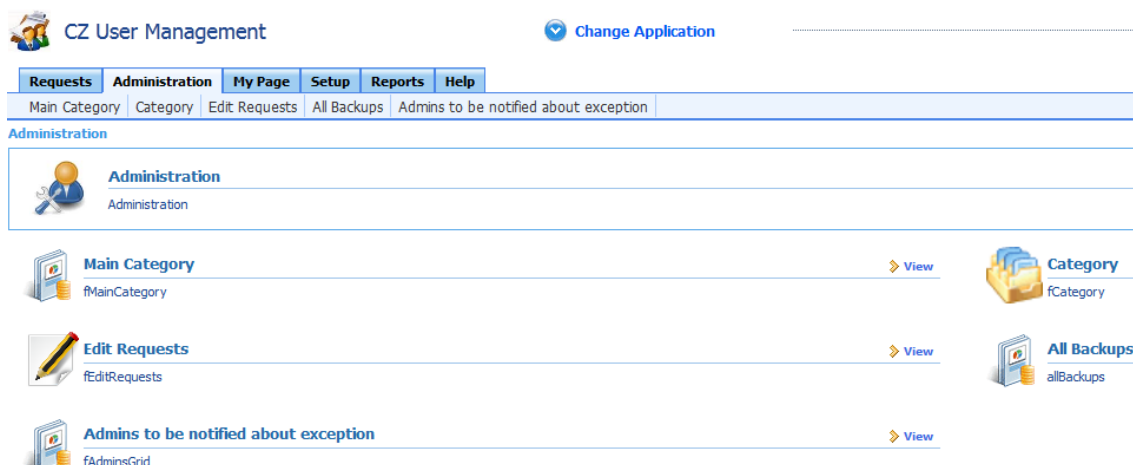 CZ User Management Change Application
Requests Administration My Page Setup Reports Help
Main Category Category Edit Requests All Backups Admins to be notified about exception
Administration
Administration
Administration
Main Category View Category
fMainCategory fCategory
Edit Requests View All Backups
fEditRequests allBackups
Admins to be notified about exception View
fAdminsGrid